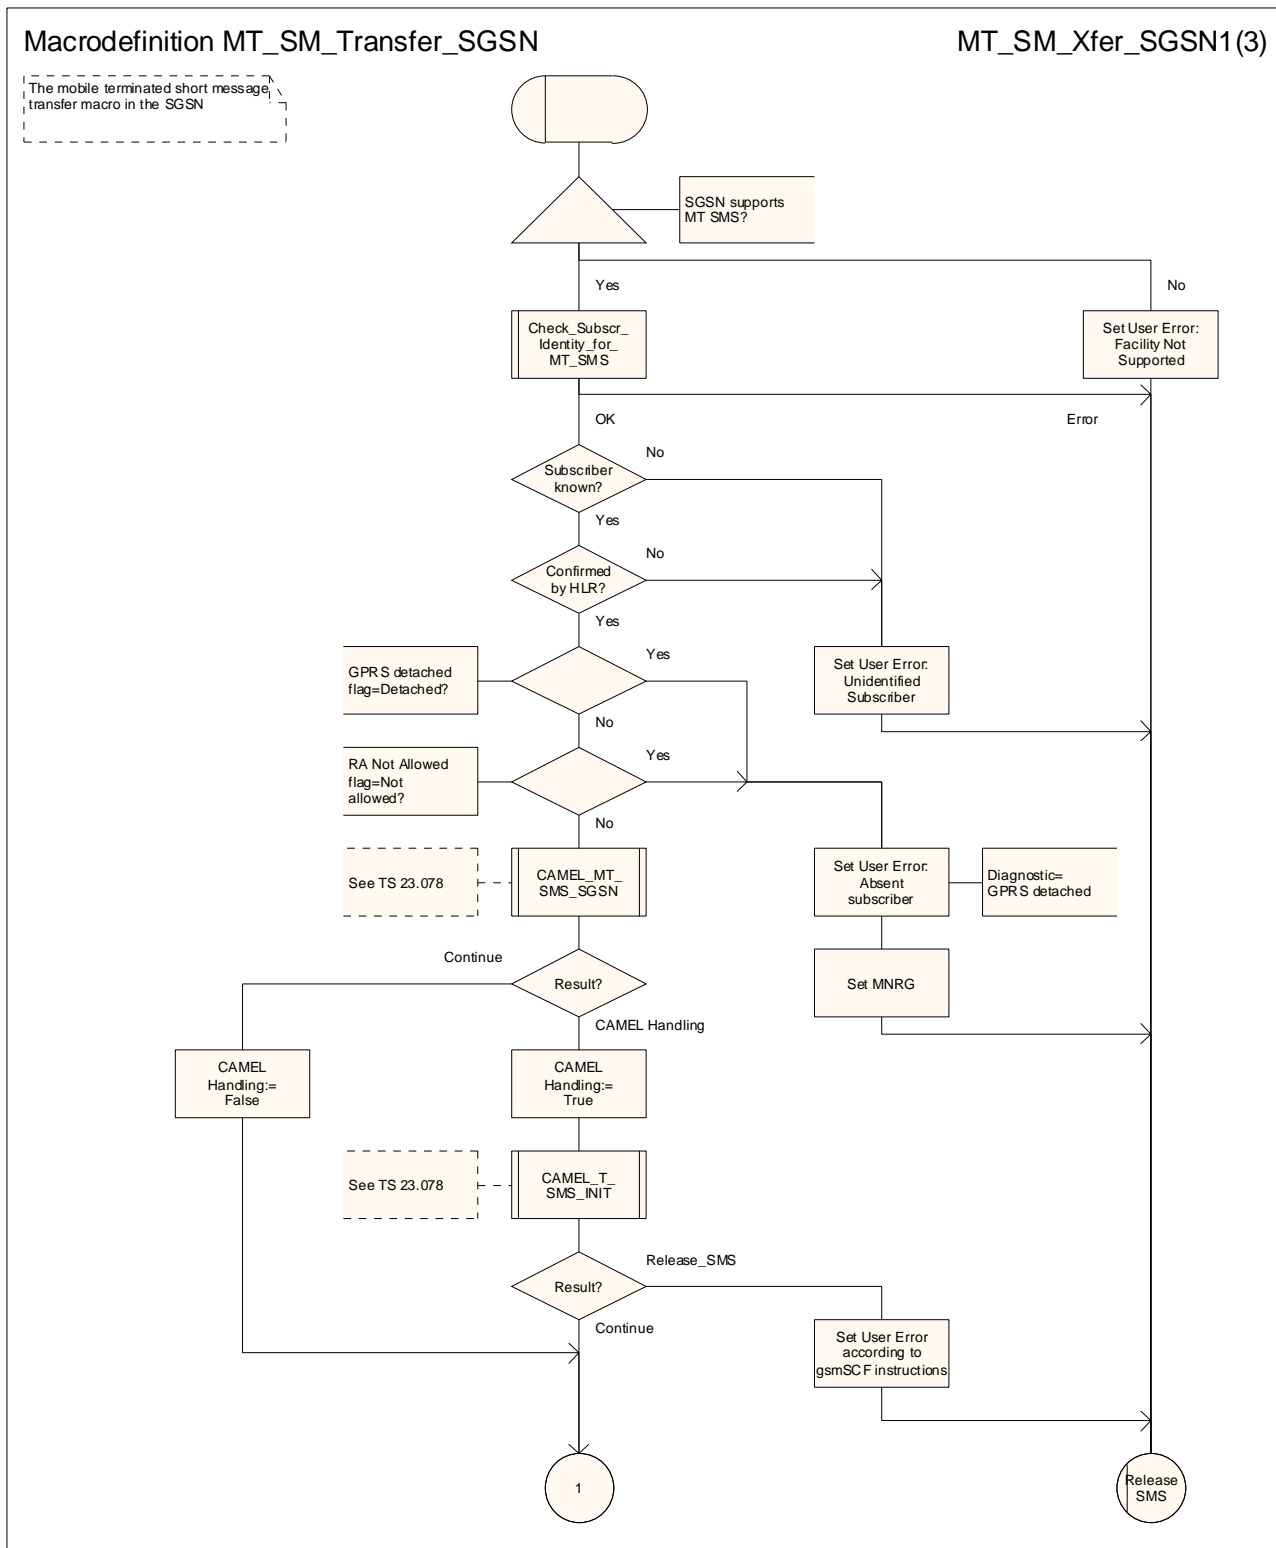 Macrodefinition MT_SM_Transfer_SGSN
MT_SM_Xfer_SGSN1(3)
The mobile terminated short message
transfer macro in the SGSN
SGSN supports
MT SMS?
Yes
No
Check_Subscr_
Identity_for_
MT_SMS
Set User Error:
Facility Not
Supported
OK
Error
No
Subscriber
known?
Yes
No
Confirmed
by HLR?
Yes
GPRS detached
flag=Detached?
Yes
Set User Error:
Unidentified
Subscriber
No
RA Not Allowed
flag=Not
allowed?
Yes
No
See TS 23.078
CAMEL_MT_
SMS_SGSN
Set User Error:
Absent
subscriber
Diagnostic=
GPRS detached
Continue
Result?
Set MNRG
CAMEL Handling
CAMEL
Handling:=
False
CAMEL
Handling:=
True
See TS 23.078
CAMEL_T_
SMS_INIT
Release_SMS
Result?
Continue
Set User Error
according to
gsmSCF instructions
1
Release
SMS